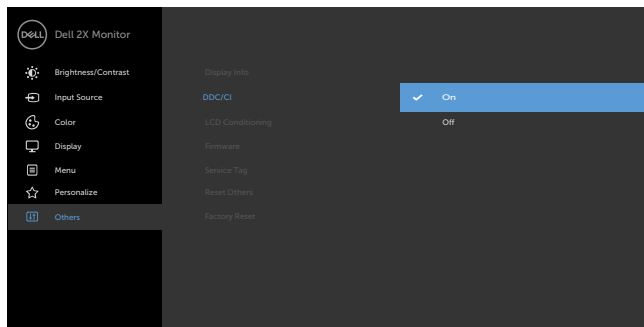 DELL
Dell 2X Monitor
Brightness/Contrast
Input Source
Color
Display
Menu
Personalize
Others
Display Info
DDC/CI
LCD Conditioning
Firmware
Service Tag
Reset Others
Factory Reset
On
Off